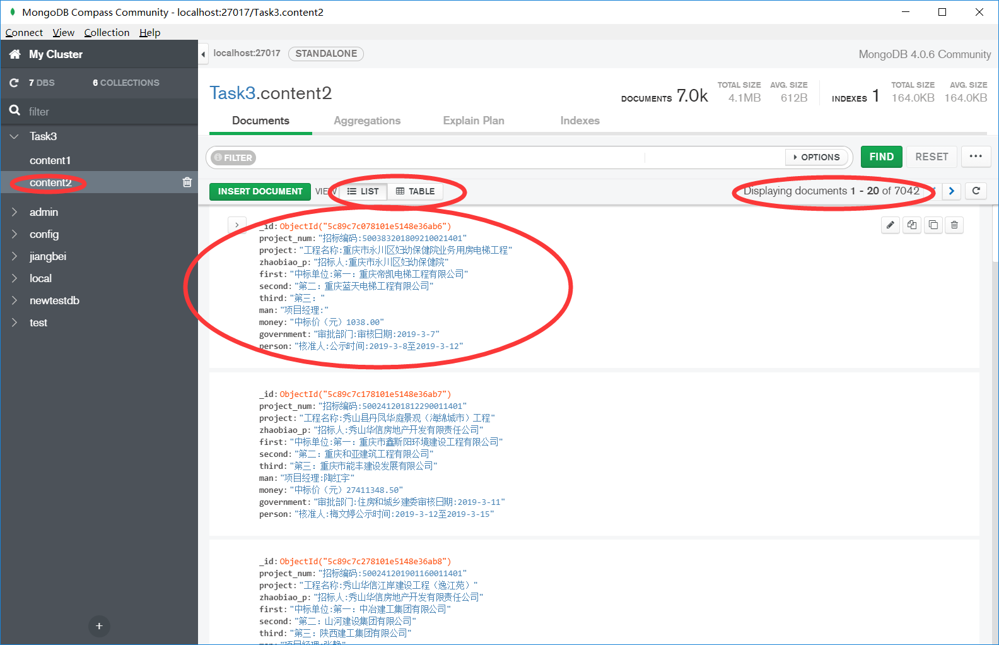 MongoDB Compass Community - localhost:27017/Task3.content2
Connect View Collection Help
My Cluster
localhost:27017 STANDALONE
MongoDB 4.0.6 Community
7 DBS 6 COLLECTIONS
filter
Task3
content1
content2
admin
config
jiangbei
local
newtestdb
test
Task3.content2
DOCUMENTS 7.0k
TOTAL SIZE AVG. SIZE
4.1MB 612B
INDEXES 1
TOTAL SIZE AVG. SIZE
164.0KB 164.0KB
Documents Aggregations Explain Plan Indexes
FILTER
OPTIONS FIND RESET ...
INSERT DOCUMENT VIEW LIST TABLE
Displaying documents 1 - 20 of 7042
_id: ObjectId("5c89c7c078101e5148e36ab6")
project_num: "招标编码:500383201809210021401"
project: "工程名称:重庆市永川区妇幼保健院业务用房电梯工程"
zhaobiao_p: "招标人:重庆市永川区妇幼保健院"
first: "中标单位:第一：重庆帝凯电梯工程有限公司"
second: "第二：重庆蓝天电梯工程有限公司"
third: "第三："
man: "项目经理:"
money: "中标价（元）1038.00"
government: "审批部门:审核日期:2019-3-7"
person: "核准人:公示时间:2019-3-8至2019-3-12"
_id: ObjectId("5c89c7c178101e5148e36ab7")
project_num: "招标编码:500241201812290011401"
project: "工程名称:秀山县丹凤华庭景观（海绵城市）工程"
zhaobiao_p: "招标人:秀山华信房地产开发有限责任公司"
first: "中标单位:第一：重庆市鑫斯阳环境建设工程有限公司"
second: "第二：重庆和亚建筑工程有限公司"
third: "第三：重庆市能丰建设发展有限公司"
man: "项目经理:陶红宇"
money: "中标价（元）27411348.50"
government: "审批部门:住房和城乡建委审核日期:2019-3-11"
person: "核准人:梅文婷公示时间:2019-3-12至2019-3-15"
_id: ObjectId("5c89c7c278101e5148e36ab8")
project_num: "招标编码:500241201901160011401"
project: "工程名称:秀山华信江岸建设工程（逸江苑）"
zhaobiao_p: "招标人:秀山华信房地产开发有限责任公司"
first: "中标单位:第一：中冶建工集团有限公司"
second: "第二：山河建设集团有限公司"
third: "第三：陕西建工集团有限公司"
man: "项目经理:张静"